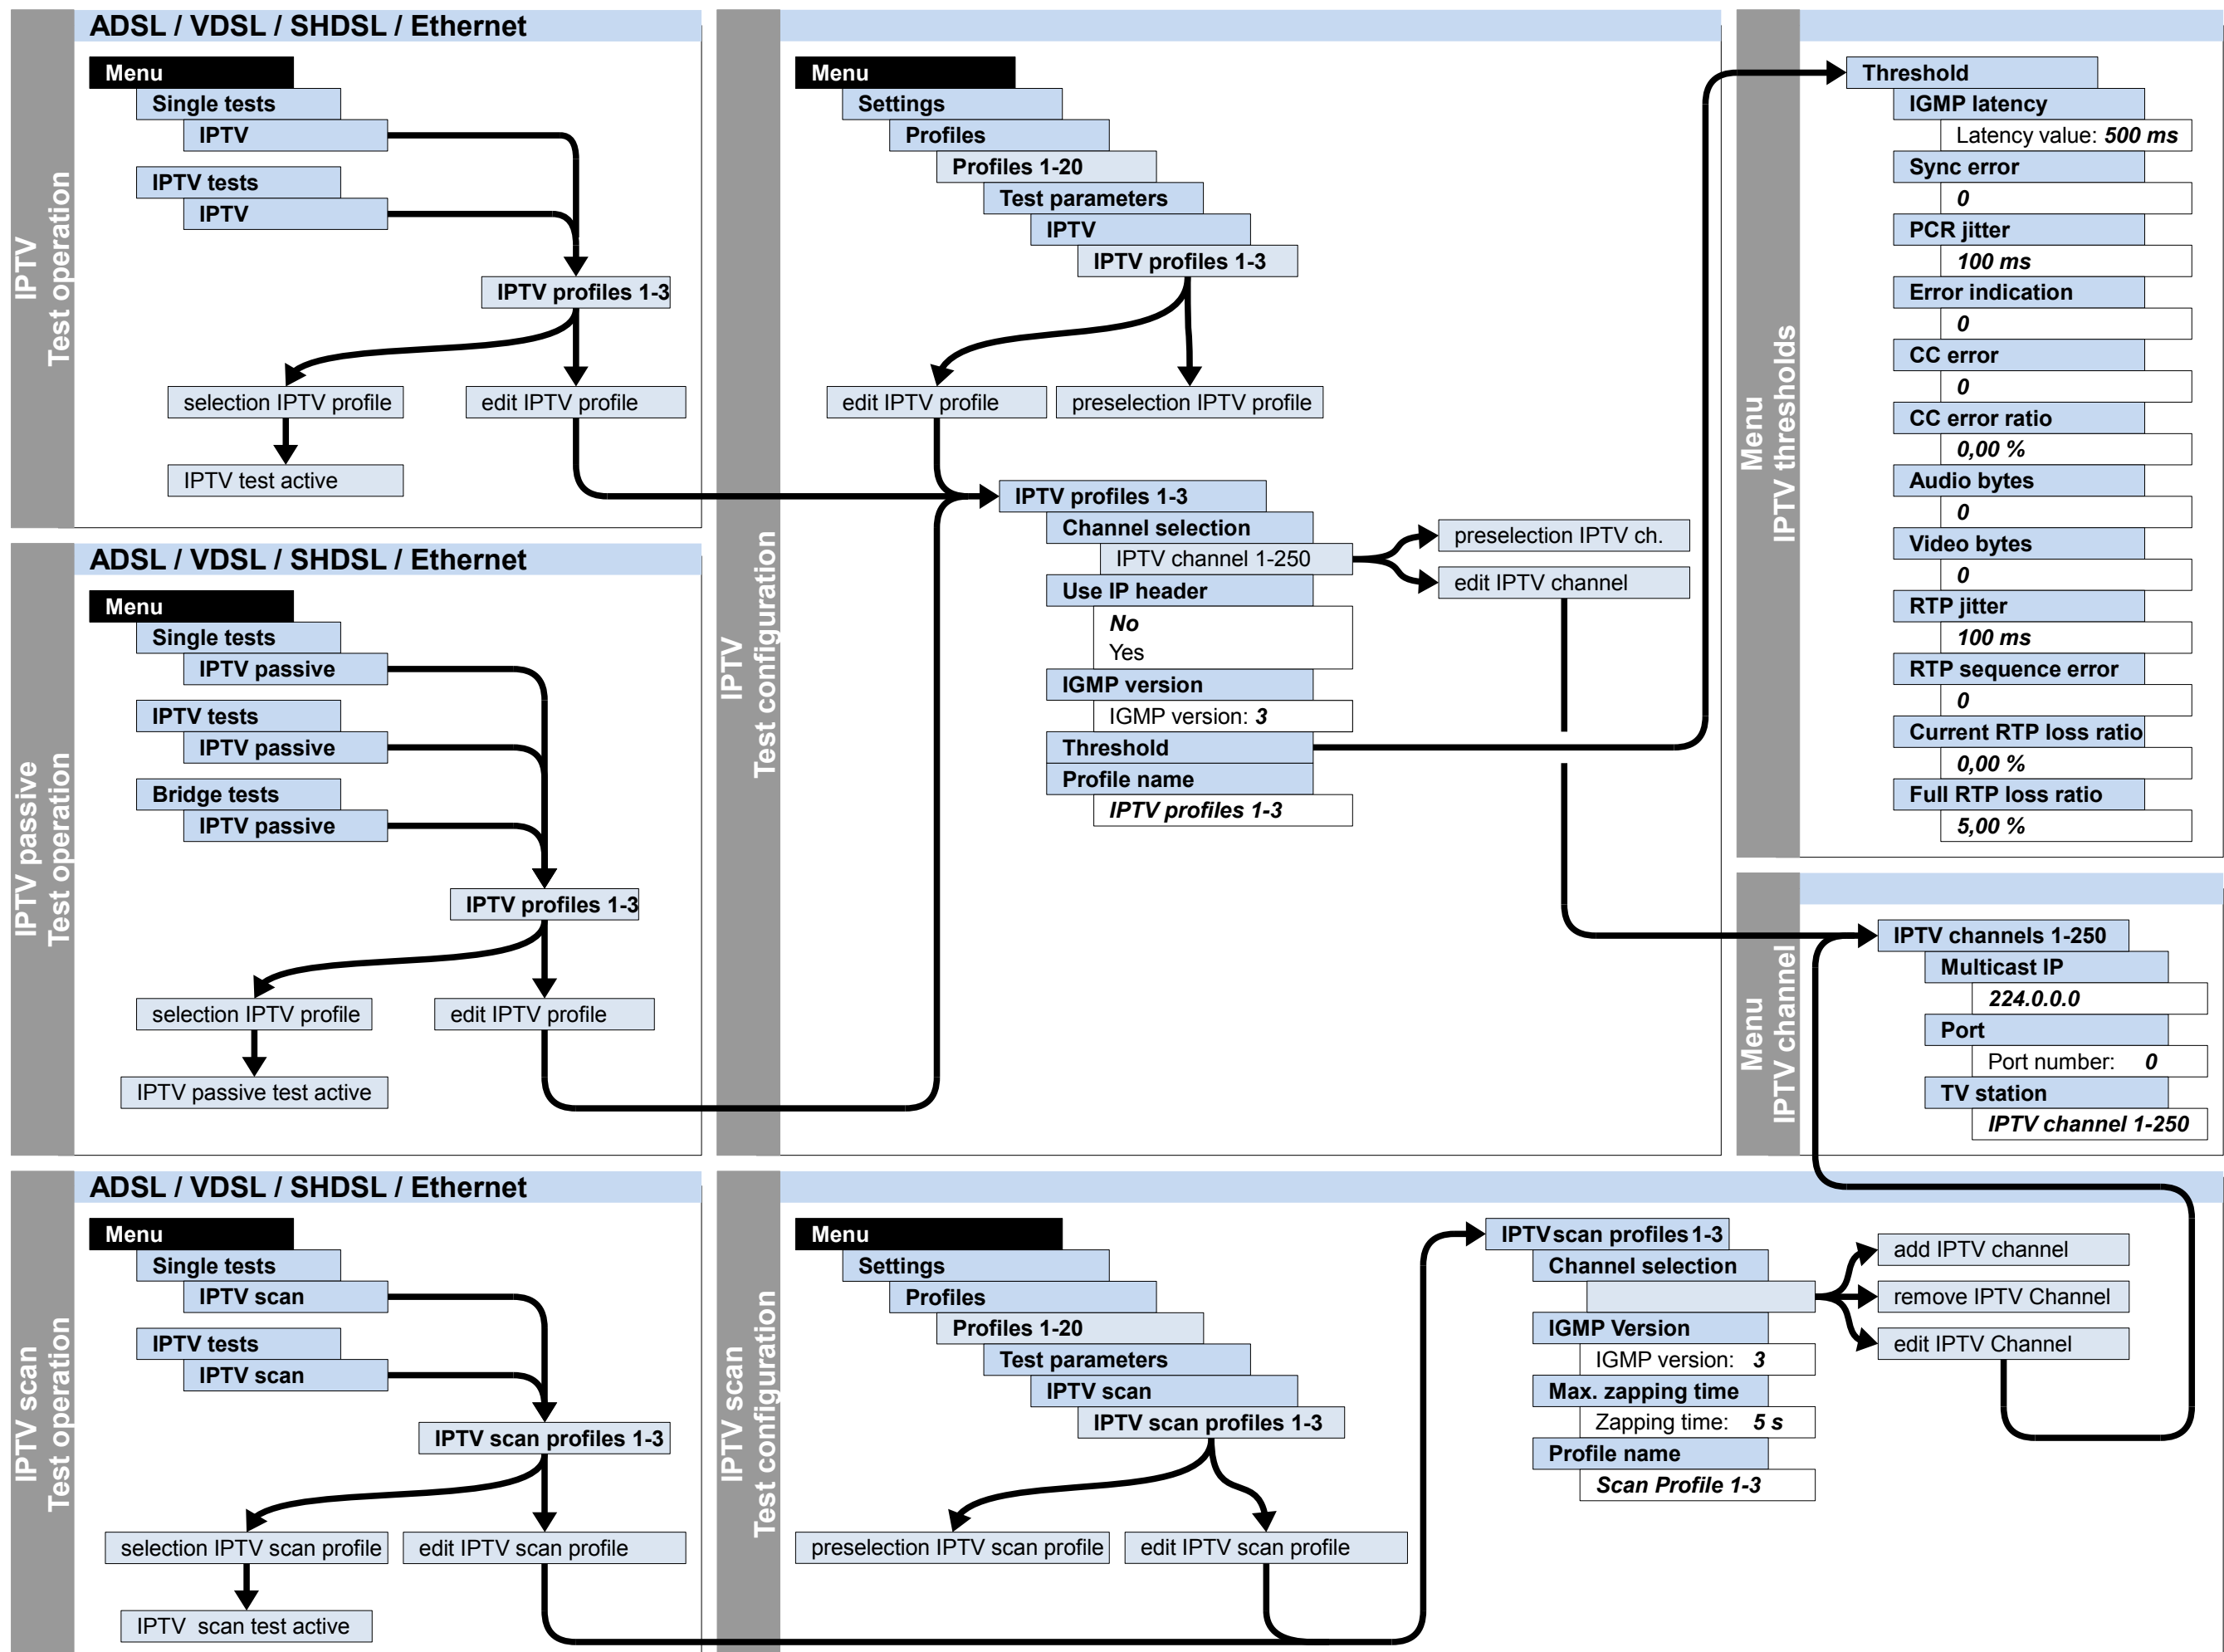 IPTV
Test operation
ADSL / VDSL / SHDSL / Ethernet
Menu
Single tests
IPTV
IPTV tests
IPTV
IPTV profiles 1-3
selection IPTV profile
edit IPTV profile
IPTV test active
IPTV passive
Test operation
ADSL / VDSL / SHDSL / Ethernet
Menu
Single tests
IPTV passive
IPTV tests
IPTV passive
Bridge tests
IPTV passive
IPTV profiles 1-3
selection IPTV profile
edit IPTV profile
IPTV passive test active
IPTV
Test configuration
Menu
Settings
Profiles
Profiles 1-20
Test parameters
IPTV
IPTV profiles 1-3
edit IPTV profile
preselection IPTV profile
IPTV profiles 1-3
Channel selection
IPTV channel 1-250
preselection IPTV ch.
edit IPTV channel
Use IP header
No
Yes
IGMP version
IGMP version: 3
Threshold
Profile name
IPTV profiles 1-3
Menu
IPTV thresholds
Threshold
IGMP latency
Latency value: 500 ms
Sync error
0
PCR jitter
100 ms
Error indication
0
CC error
0
CC error ratio
0,00 %
Audio bytes
0
Video bytes
0
RTP jitter
100 ms
RTP sequence error
0
Current RTP loss ratio
0,00 %
Full RTP loss ratio
5,00 %
Menu
IPTV channel
IPTV channels 1-250
Multicast IP
224.0.0.0
Port
Port number: 0
TV station
IPTV channel 1-250
IPTV scan
Test operation
ADSL / VDSL / SHDSL / Ethernet
Menu
Single tests
IPTV scan
IPTV tests
IPTV scan
IPTV scan profiles 1-3
selection IPTV scan profile
edit IPTV scan profile
IPTV scan test active
IPTV scan
Test configuration
Menu
Settings
Profiles
Profiles 1-20
Test parameters
IPTV scan
IPTV scan profiles 1-3
preselection IPTV scan profile
edit IPTV scan profile
IPTV scan profiles 1-3
Channel selection
add IPTV channel
remove IPTV Channel
edit IPTV Channel
IGMP Version
IGMP version: 3
Max. zapping time
Zapping time: 5 s
Profile name
Scan Profile 1-3